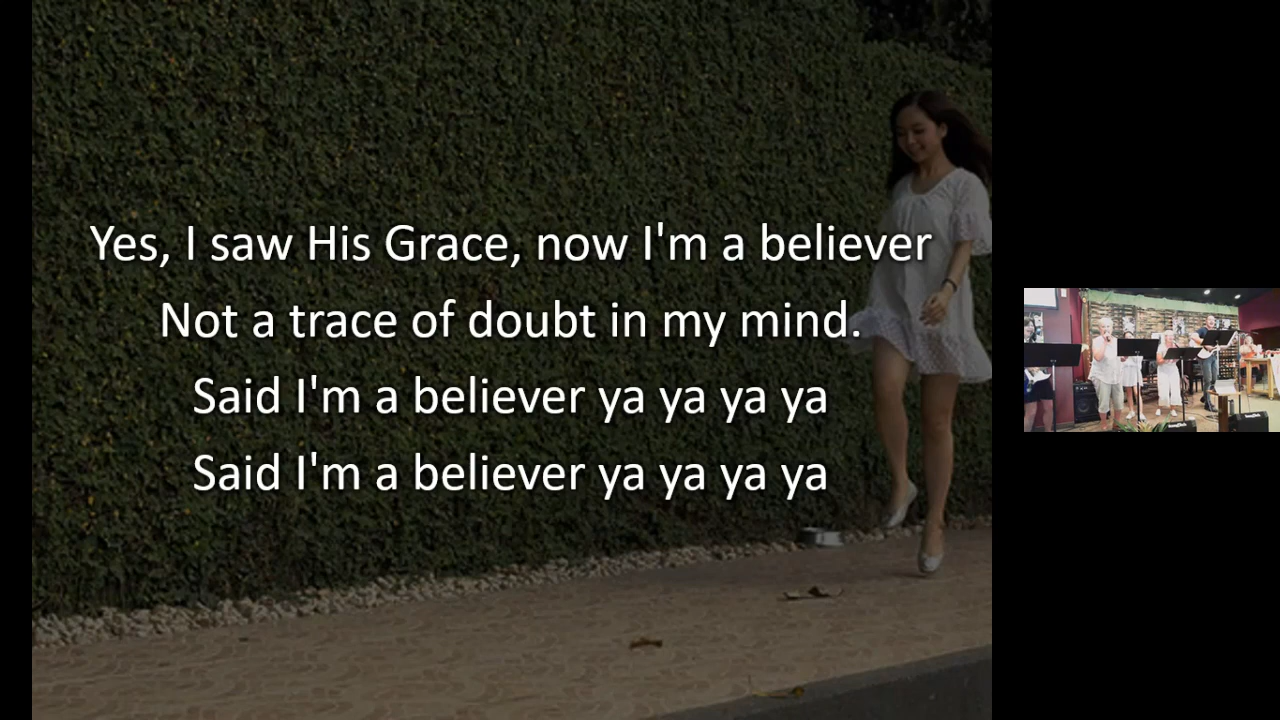 Yes, I saw His Grace, now I'm a believer
Not a trace of doubt in my mind.
Said I'm a believer ya ya ya ya
Said I'm a believer ya ya ya ya